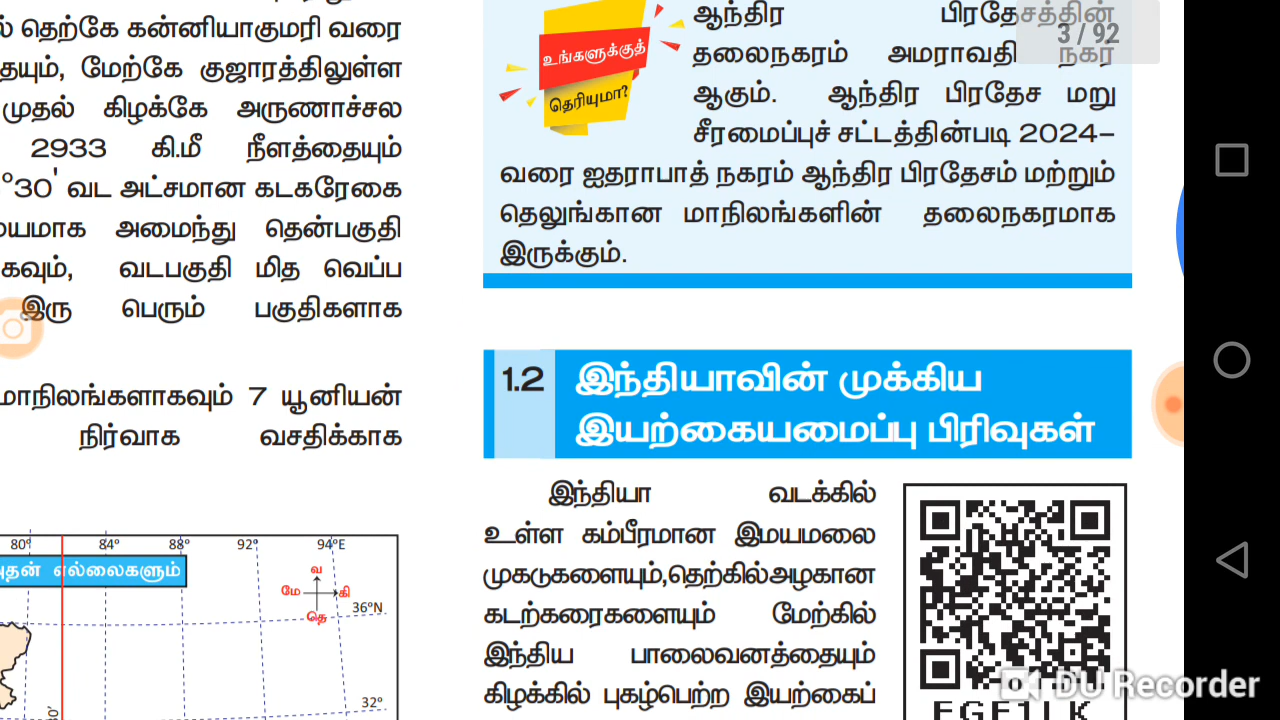 ல் தெற்கே கன்னியாகுமரி வரை
தையும், மேற்கே குஜாரத்திலுள்ள
முதல் கிழக்கே அருணாச்சல
2933 கி.மீ நீளத்தையும்
°30' வட அட்சமான கடகரேகை
மயமாக அமைந்து தென்பகுதி
கவும், வடபகுதி மித வெப்ப
இரு பெரும் பகுதிகளாக
மாநிலங்களாகவும் 7 யூனியன்
நிர்வாக வசதிக்காக
80° 84° 88° 92° 94°E
அதன் எல்லைகளும்
வ
மே கி
தெ
36°N
32°
3 / 92
உங்களுக்குத்
தெரியுமா?
ஆந்திர பிரதேசத்தின்
தலைநகரம் அமராவதி நகர்
ஆகும். ஆந்திர பிரதேச மறு
சீரமைப்புச் சட்டத்தின்படி 2024–
வரை ஐதராபாத் நகரம் ஆந்திர பிரதேசம் மற்றும்
தெலுங்கான மாநிலங்களின் தலைநகரமாக
இருக்கும்.
1.2 இந்தியாவின் முக்கிய
இயற்கையமைப்பு பிரிவுகள்
இந்தியா வடக்கில்
உள்ள கம்பீரமான இமயமலை
முகடுகளையும்,தெற்கில்அழகான
கடற்கரைகளையும் மேற்கில்
இந்திய பாலைவனத்தையும்
கிழக்கில் புகழ்பெற்ற இயற்கைப்
DU Recorder